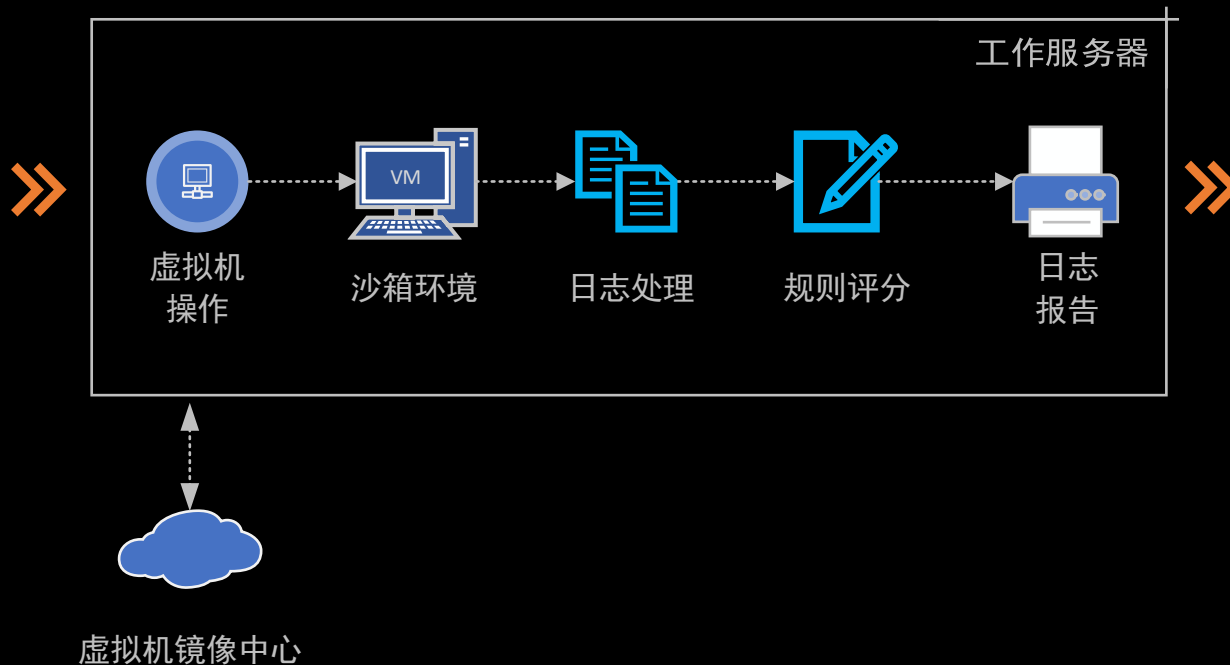 工作服务器
VM
虚拟机
操作
沙箱环境
日志处理
规则评分
日志
报告
虚拟机镜像中心